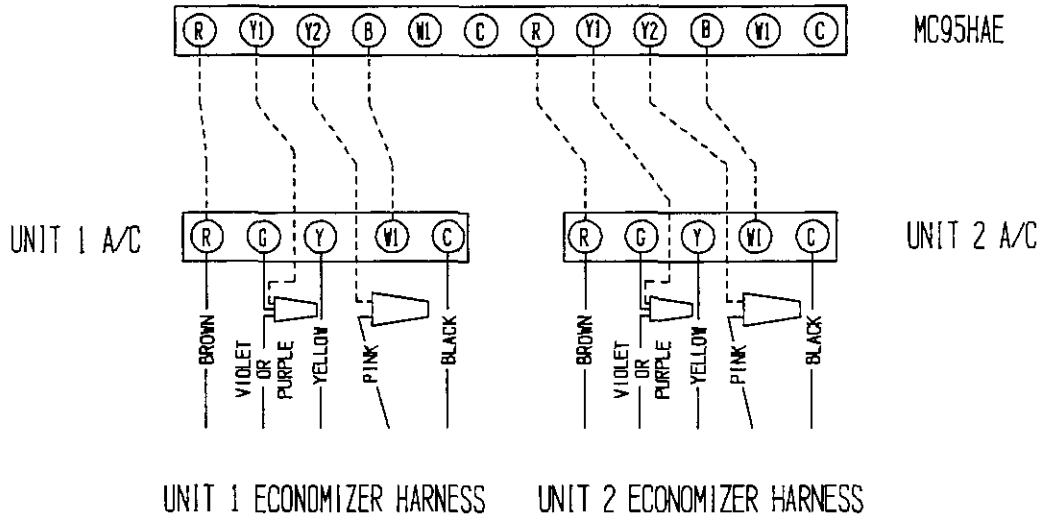 R Y1 Y2 B W1 C R Y1 Y2 B W1 C MC95HAE
UNIT 1 A/C R G Y W1 C R G Y W1 C UNIT 2 A/C
BROWN VIOLET OR PURPLE YELLOW PINK BLACK BROWN VIOLET OR PURPLE YELLOW PINK BLACK
UNIT 1 ECONOMIZER HARNESS UNIT 2 ECONOMIZER HARNESS